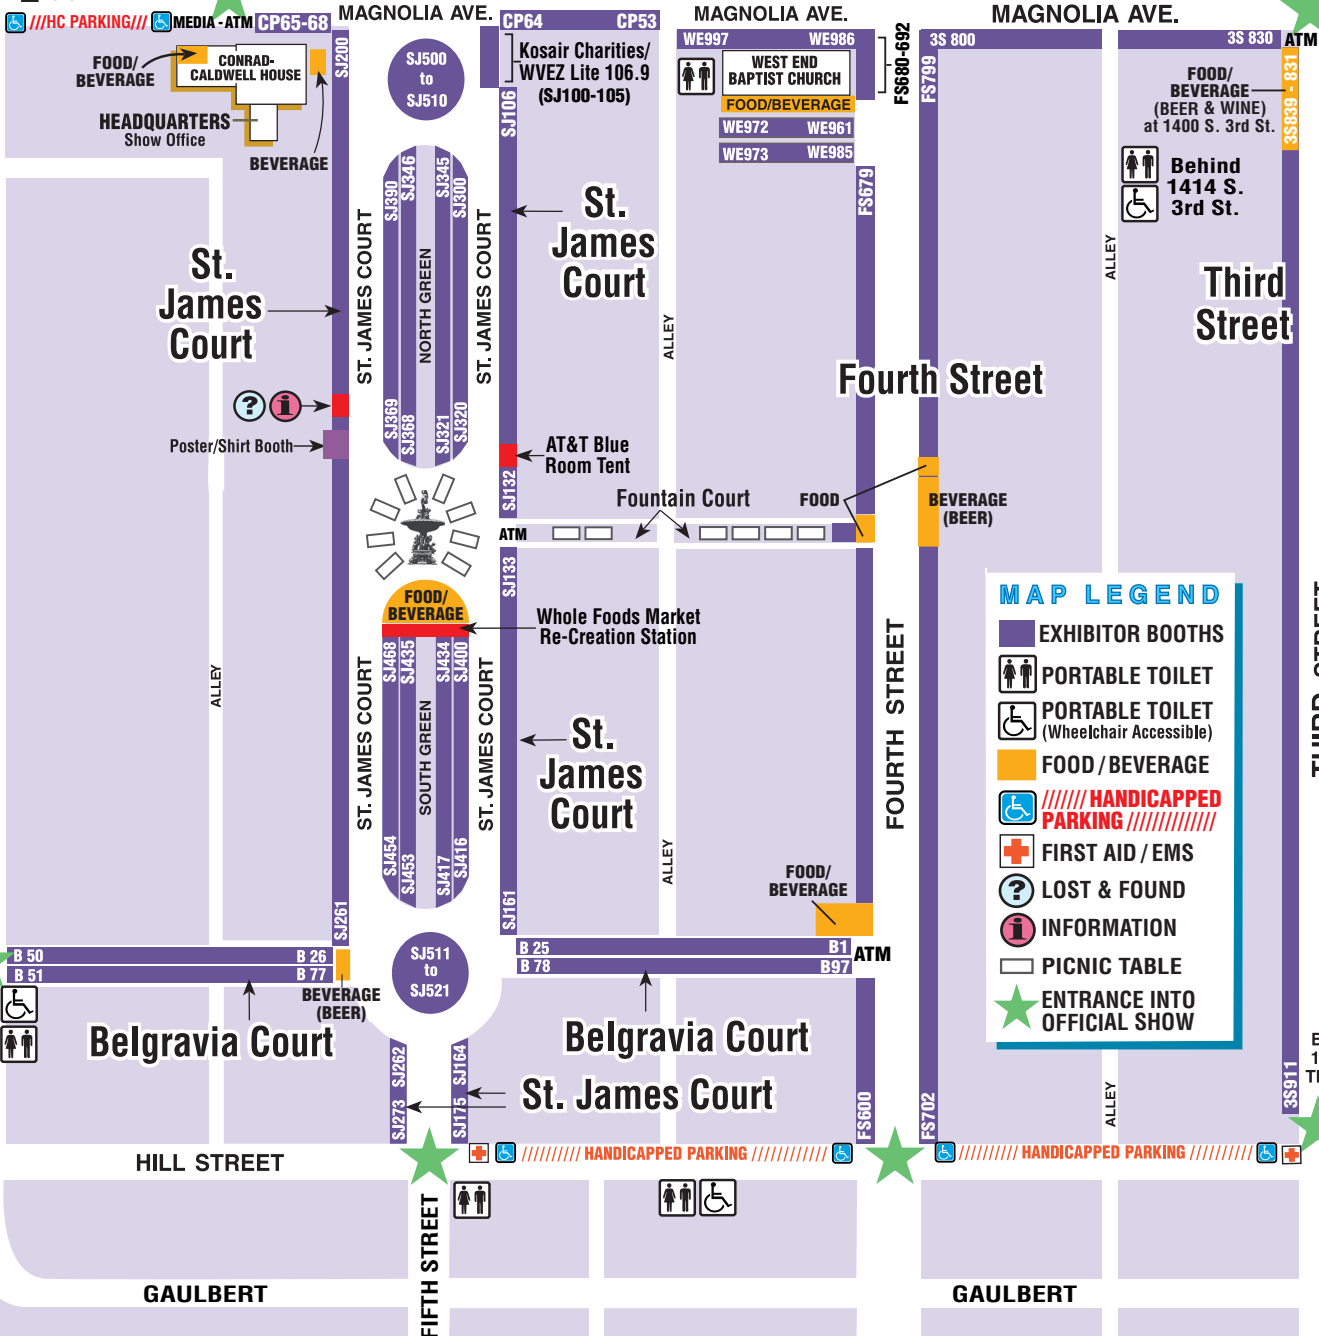 MAGNOLIA AVE.
MAGNOLIA AVE.
MAGNOLIA AVE.
///HC PARKING///
MEDIA - ATM
CP65-68
CP64
CP53
WE997
WE986
FS680-692
3S 800
3S 830
ATM
FOOD/
BEVERAGE
CONRAD-
CALDWELL HOUSE
HEADQUARTERS
Show Office
BEVERAGE
SJ200
SJ500
to
SJ510
Kosair Charities/
WVEZ Lite 106.9
(SJ100-105)
SJ106
WEST END
BAPTIST CHURCH
FOOD/BEVERAGE
WE972
WE961
WE973
WE985
FS679
FS799
FOOD/
BEVERAGE
(BEER & WINE)
at 1400 S. 3rd St.
3S839 - 831
Behind
1414 S.
3rd St.
SJ390
SJ346
SJ345
SJ300
St.
James
Court
St.
James
Court
ST. JAMES COURT
NORTH GREEN
ST. JAMES COURT
ALLEY
ALLEY
Third
Street
Fourth Street
SJ369
SJ368
SJ321
SJ320
?
i
Poster/Shirt Booth
AT&T Blue
Room Tent
SJ132
Fountain Court
FOOD
BEVERAGE
(BEER)
ATM
SJ133
FOOD/
BEVERAGE
Whole Foods Market
Re-Creation Station
SJ468
SJ435
SJ434
SJ400
ALLEY
ST. JAMES COURT
SOUTH GREEN
ST. JAMES COURT
St.
James
Court
FOURTH STREET
THIRD STREET
MAP LEGEND
EXHIBITOR BOOTHS
PORTABLE TOILET
PORTABLE TOILET
(Wheelchair Accessible)
FOOD / BEVERAGE
/////// HANDICAPPED
PARKING //////////////
FIRST AID / EMS
? LOST & FOUND
i INFORMATION
PICNIC TABLE
ENTRANCE INTO
OFFICIAL SHOW
SJ454
SJ453
SJ417
SJ416
ALLEY
FOOD/
BEVERAGE
SJ261
SJ161
B 50
B 26
B 51
B 77
BEVERAGE
(BEER)
SJ511
to
SJ521
B 25
B1
B 78
B97
ATM
Belgravia Court
Belgravia Court
St. James Court
SJ262
SJ273
SJ164
SJ175
FS600
FS702
ALLEY
3S911
HILL STREET
////////// HANDICAPPED PARKING ////////////
////////// HANDICAPPED PARKING //////////
FIFTH STREET
GAULBERT
GAULBERT